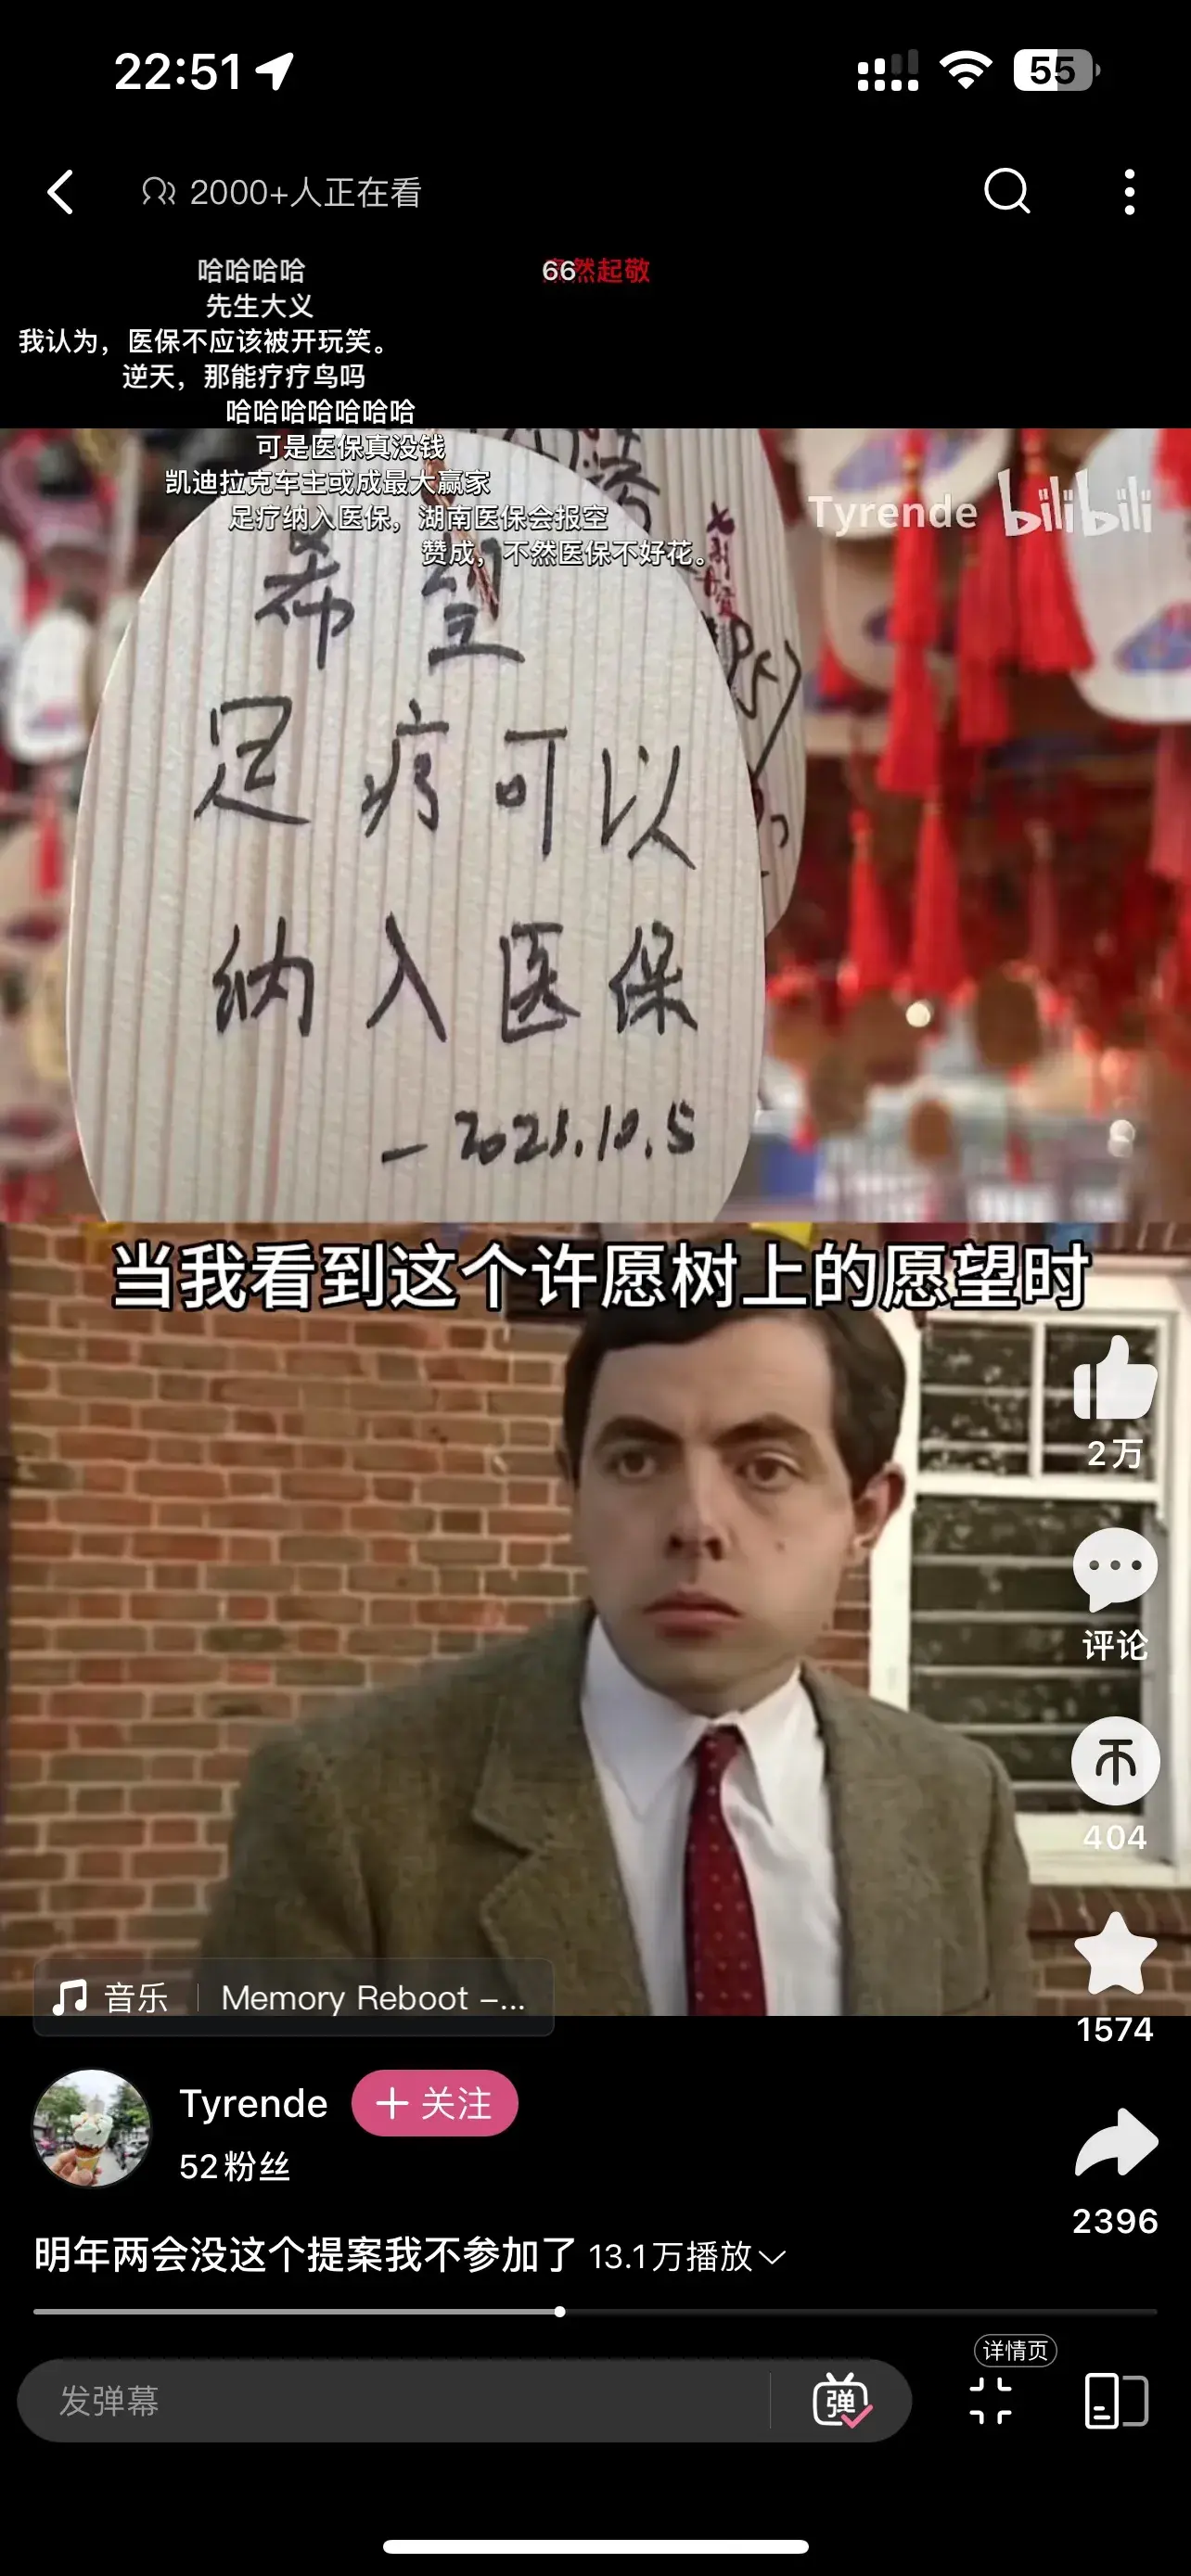 22:51
55
2000+人正在看
哈哈哈哈
66然起敬
先生大义
我认为，医保不应该被开玩笑。
逆天，那能疗疗鸟吗
哈哈哈哈哈哈哈
可是医保真没钱
凯迪拉克车主或成最大赢家
足疗纳入医保，湖南医保会报空
赞成，不然医保不好花。
Tyrende bilibili
希望
足疗可以
纳入医保
当我看到这个许愿树上的愿望时
2万
评论
404
1574
2396
音乐 | Memory Reboot –...
Tyrende
+ 关注
52粉丝
明年两会没这个提案我不参加了 13.1万播放
详情页
发弹幕
弹